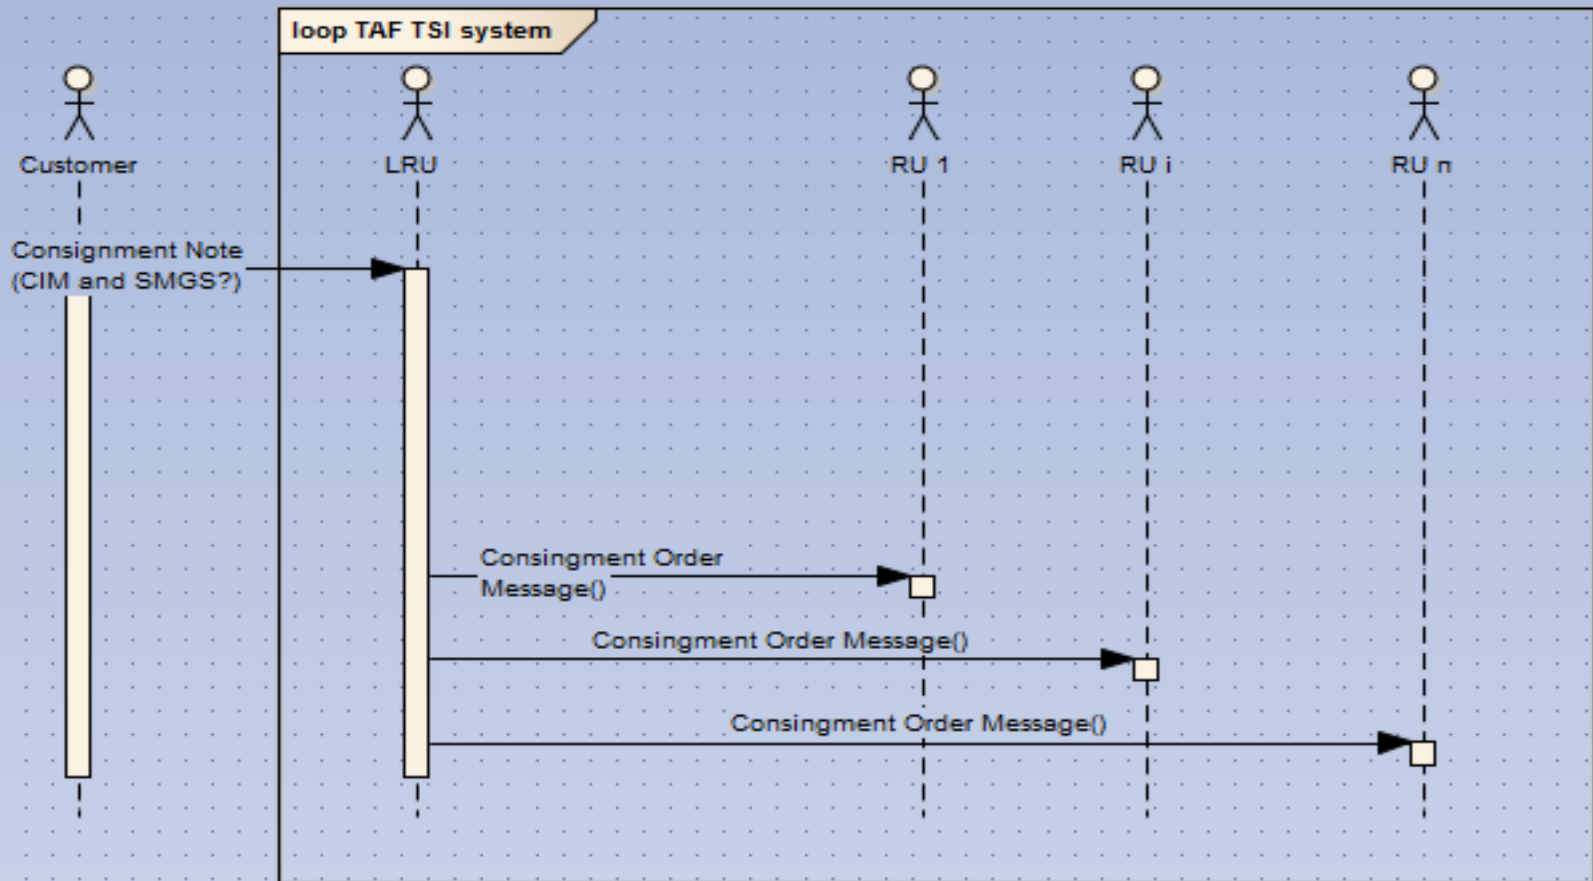 loop TAF TSI system
Customer
LRU
RU 1
RU i
RU n
Consignment Note
(CIM and SMGS?)
Consingment Order
Message()
Consingment Order Message()
Consingment Order Message()